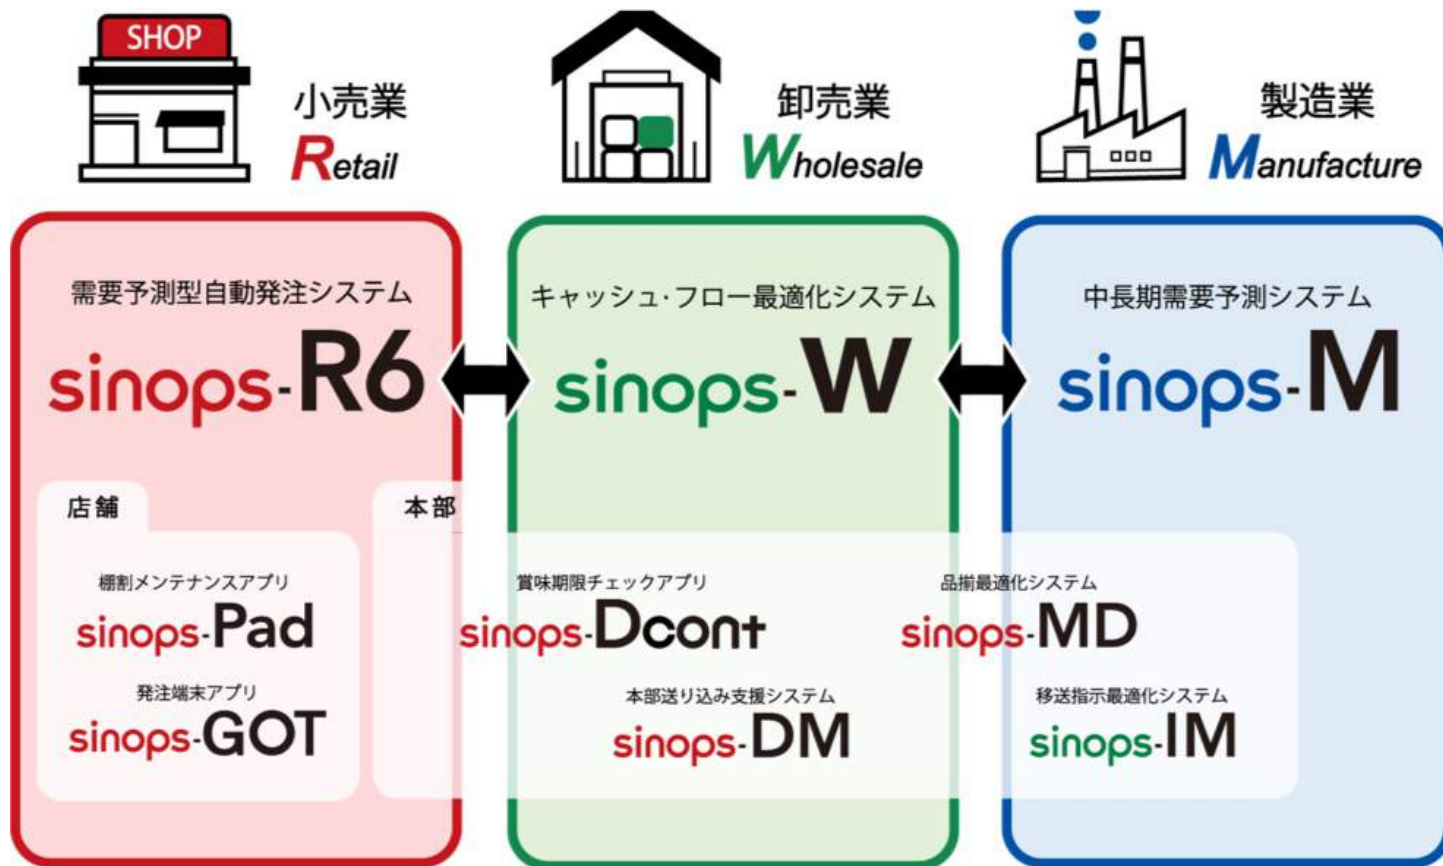 SHOP
小売業
Retail
卸売業
Wholesale
製造業
Manufacture
需要予測型自動発注システム
sinops-R6
キャッシュ・フロー最適化システム
sinops-W
中長期需要予測システム
sinops-M
店舗
棚割メンテナンスアプリ
sinops-Pad
発注端末アプリ
sinops-GOT
本部
賞味期限チェックアプリ
sinops-Dcont
品揃最適化システム
sinops-MD
本部送り込み支援システム
sinops-DM
移送指示最適化システム
sinops-IM